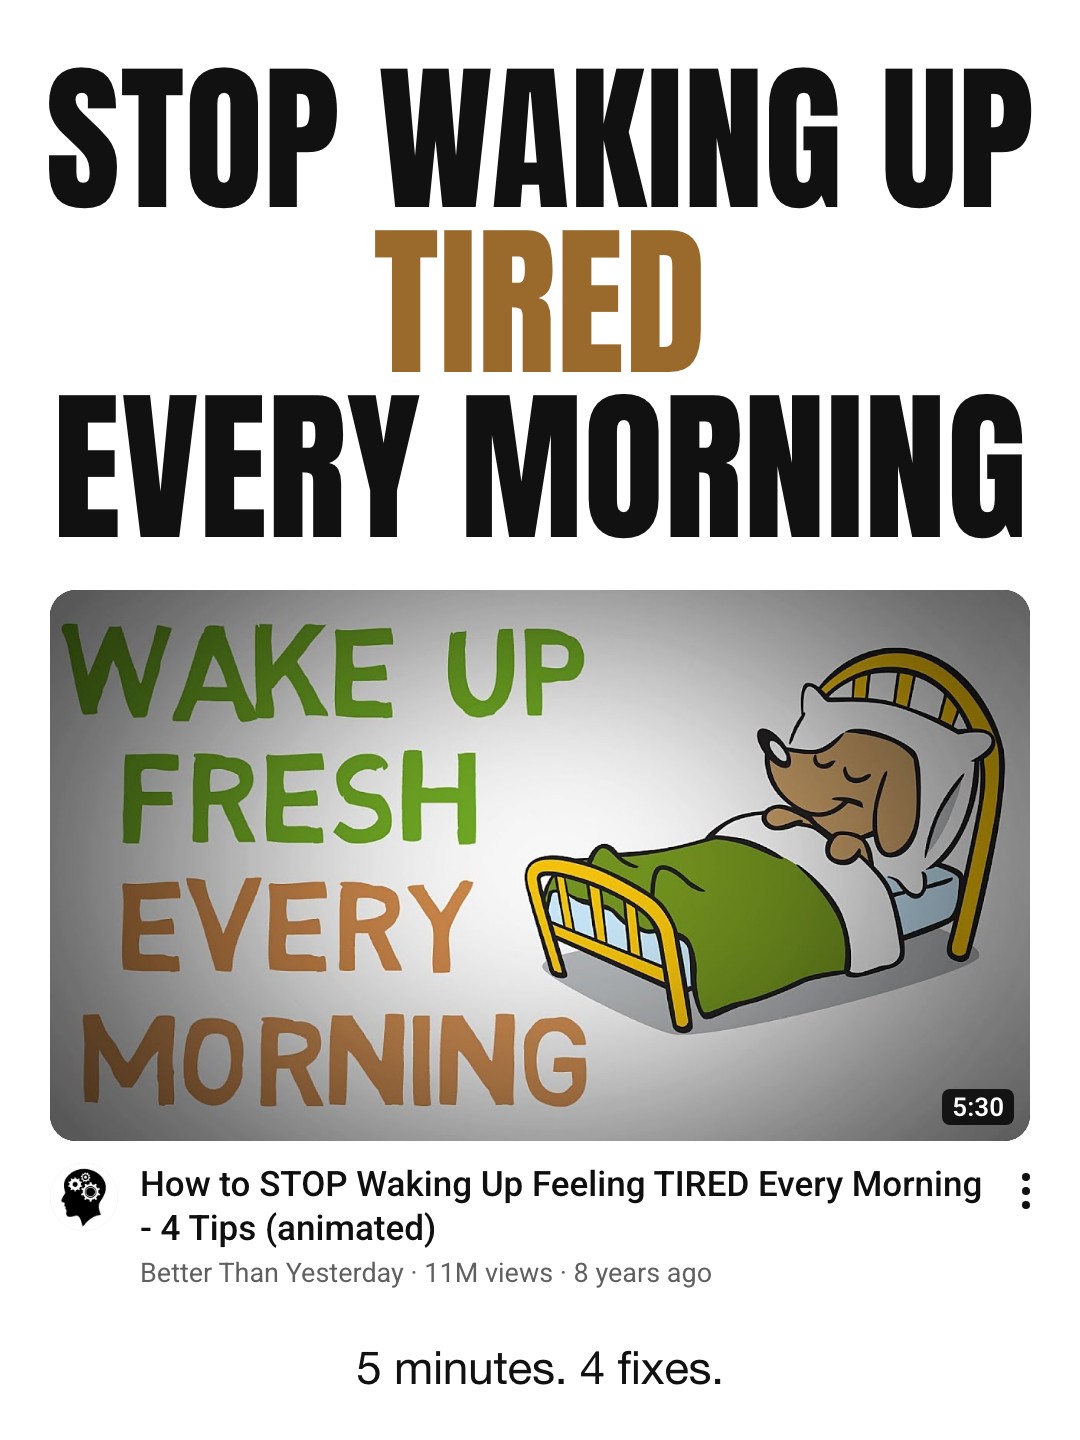 STOP WAKING UP
TIRED
EVERY MORNING
WAKE UP
FRESH
EVERY
MORNING
5:30
How to STOP Waking Up Feeling TIRED Every Morning
- 4 Tips (animated)
Better Than Yesterday · 11M views · 8 years ago
5 minutes. 4 fixes.